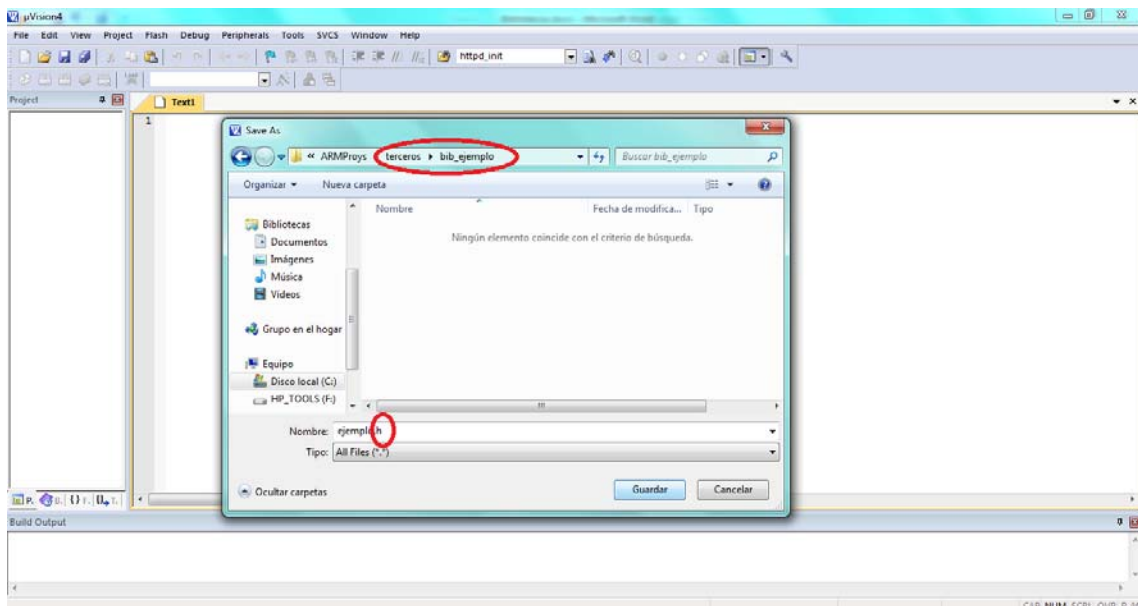 µVision4
File Edit View Project Flash Debug Peripherals Tools SVCS Window Help
httpd_init
Project
Text1
1
Save As
« ARMProys terceros bib_ejemplo
Buscar bib_ejemplo
Organizar Nueva carpeta
Nombre Fecha de modifica... Tipo
Ningún elemento coincide con el criterio de búsqueda.
Bibliotecas
Documentos
Imágenes
Música
Vídeos
Grupo en el hogar
Equipo
Disco local (C:)
HP_TOOLS (F:)
Nombre: ejemplo.h
Tipo: All Files (*.*)
Ocultar carpetas
Guardar Cancelar
Build Output